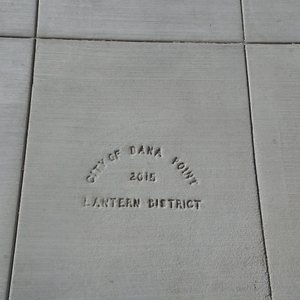 CITY OF DANA POINT
2015
LANTERN DISTRICT